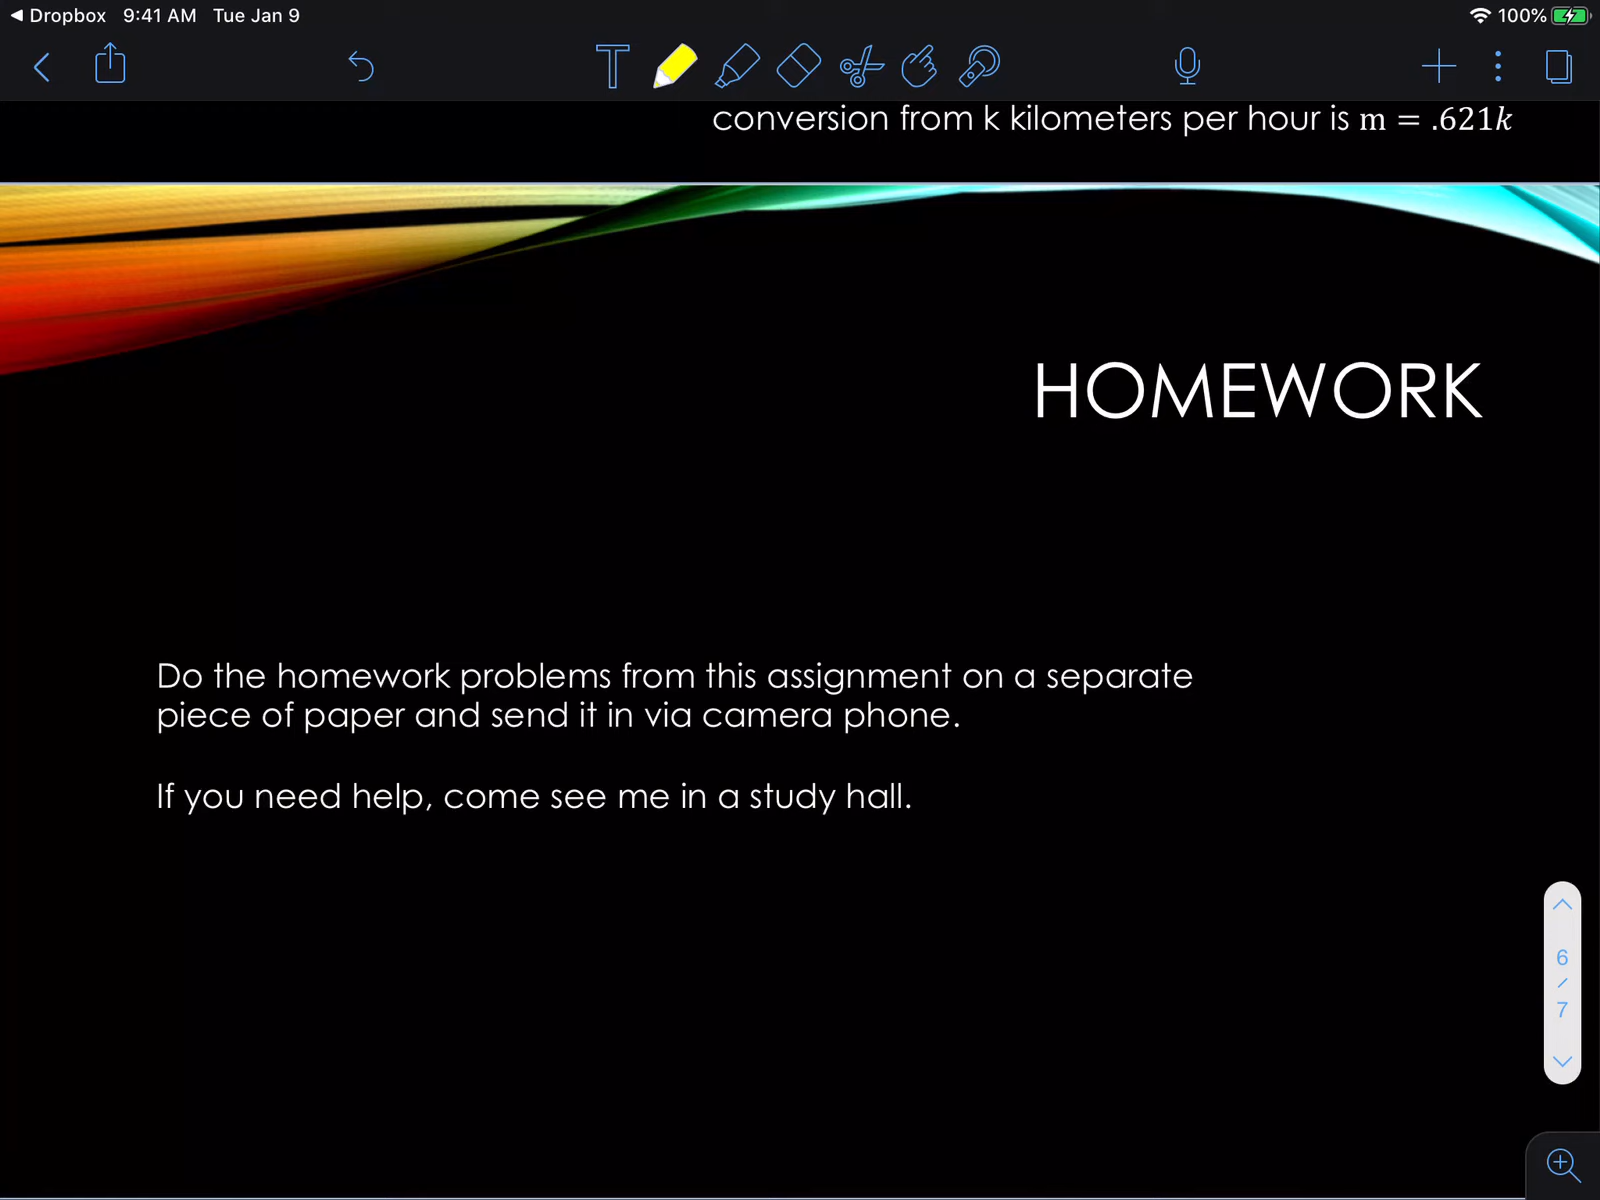 Dropbox 9:41 AM Tue Jan 9 100%
T
conversion from k kilometers per hour is m = .621k
HOMEWORK
Do the homework problems from this assignment on a separate
piece of paper and send it in via camera phone.
If you need help, come see me in a study hall.
6
/
7